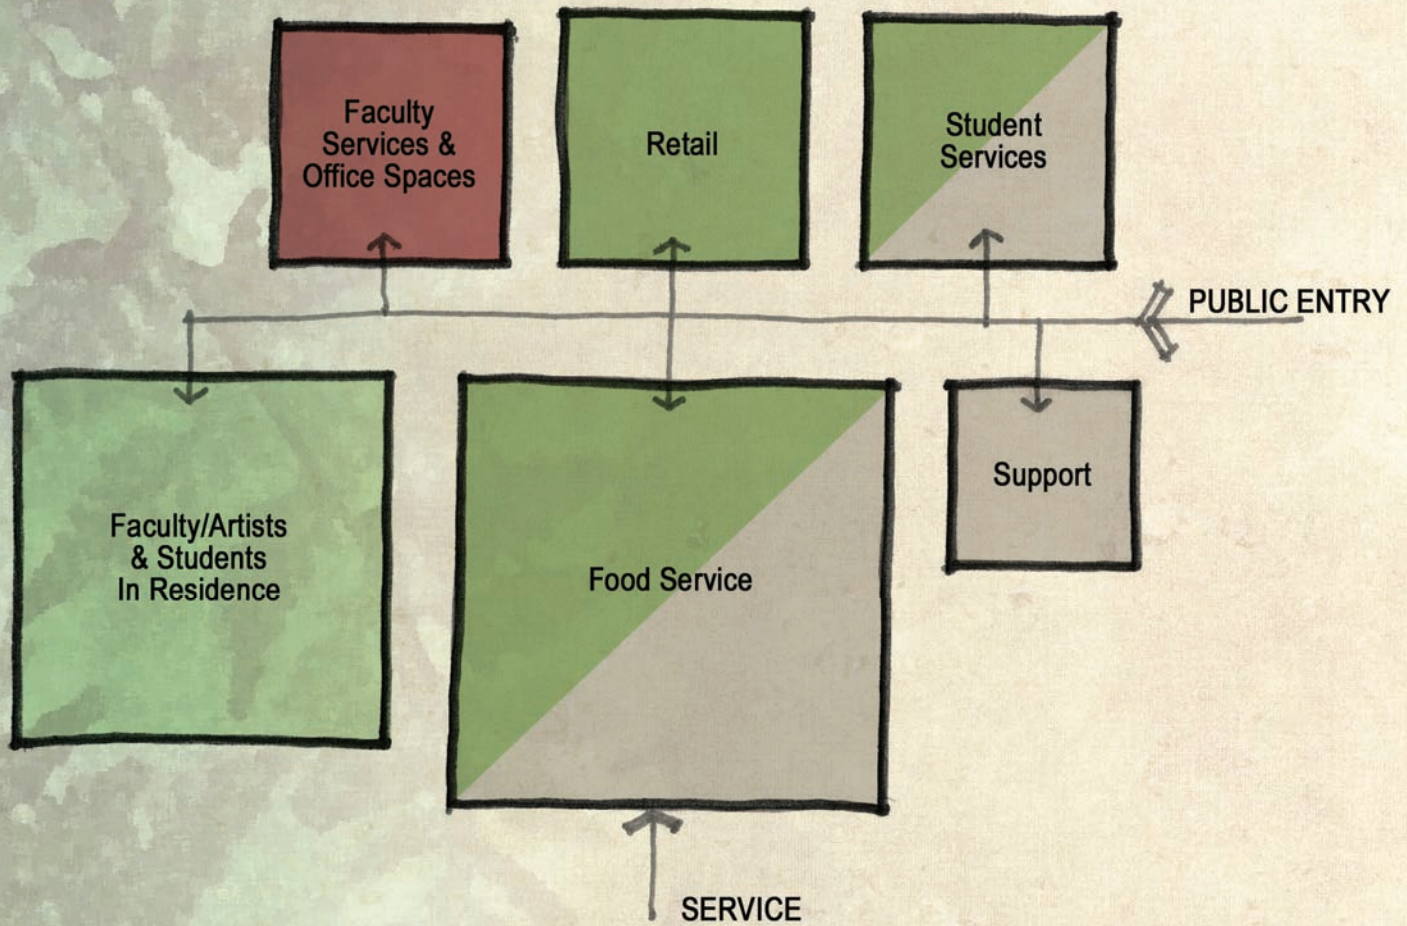 Faculty
Services &
Office Spaces
Retail
Student
Services
PUBLIC ENTRY
Faculty/Artists
& Students
In Residence
Food Service
Support
SERVICE